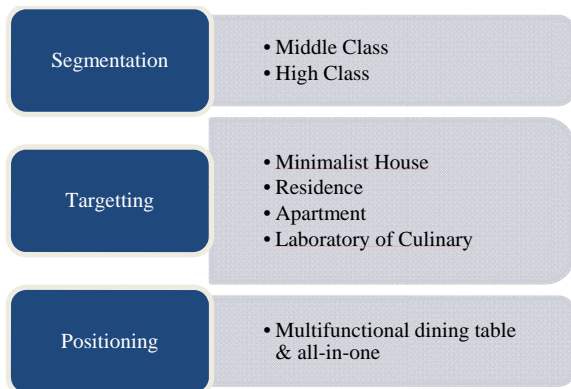 Segmentation
• Middle Class
• High Class
Targetting
• Minimalist House
• Residence
• Apartment
• Laboratory of Culinary
Positioning
• Multifunctional dining table
& all-in-one